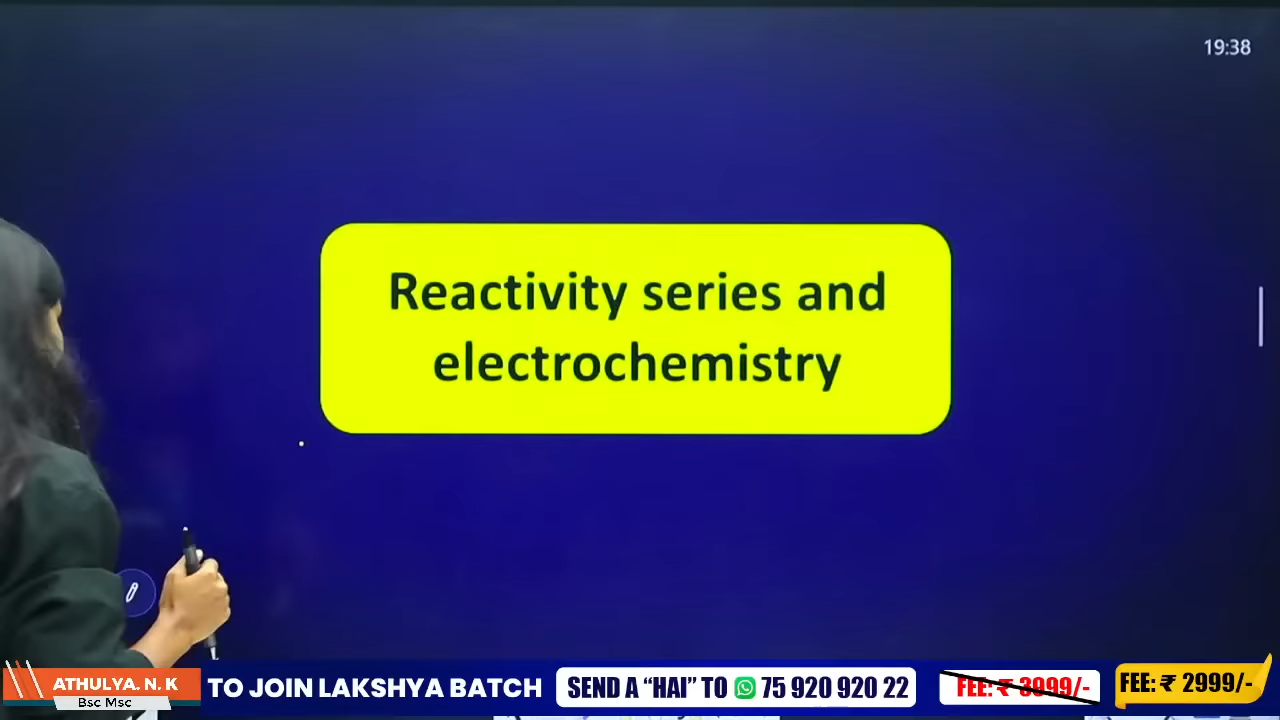 19:38
Reactivity series and
electrochemistry
ATHULYA. N. K
Bsc Msc
TO JOIN LAKSHYA BATCH
SEND A “HAI” TO 75 920 920 22
FEE: ₹ 3999/-
FEE: ₹ 2999/-